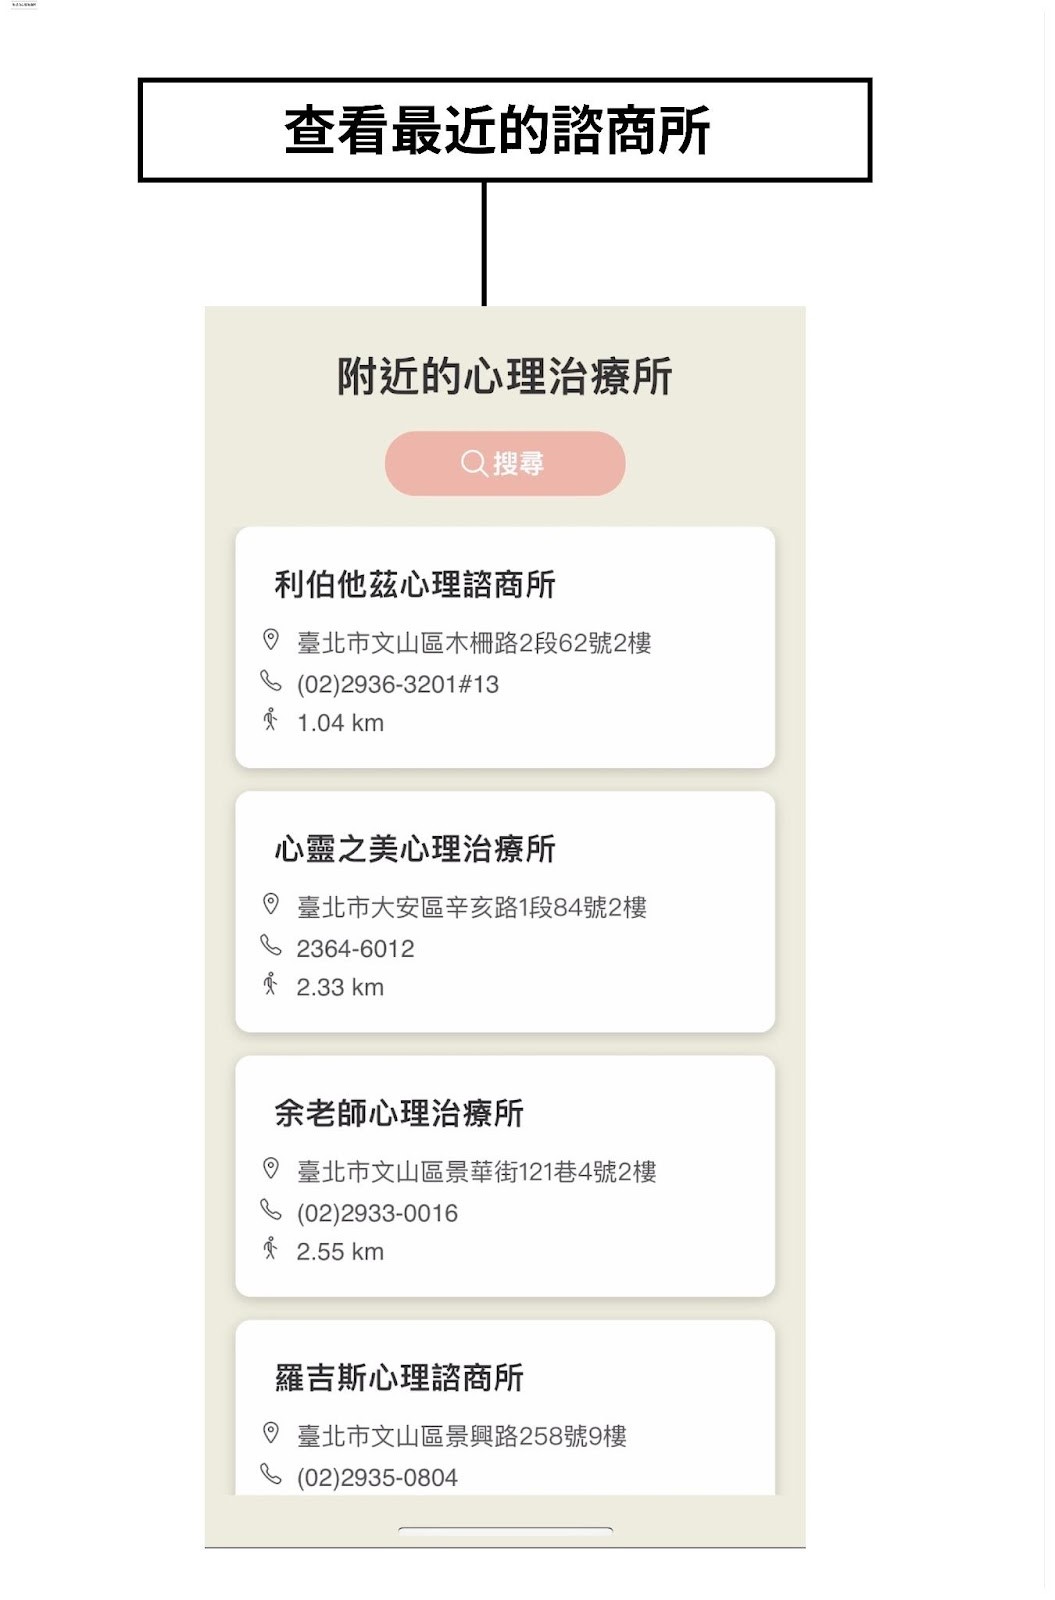 查看最近的諮商所
附近的心理治療所
搜尋
利伯他茲心理諮商所
臺北市文山區木柵路2段62號2樓
(02)2936-3201#13
1.04 km
心靈之美心理治療所
臺北市大安區辛亥路1段84號2樓
2364-6012
2.33 km
余老師心理治療所
臺北市文山區景華街121巷4號2樓
(02)2933-0016
2.55 km
羅吉斯心理諮商所
臺北市文山區景興路258號9樓
(02)2935-0804